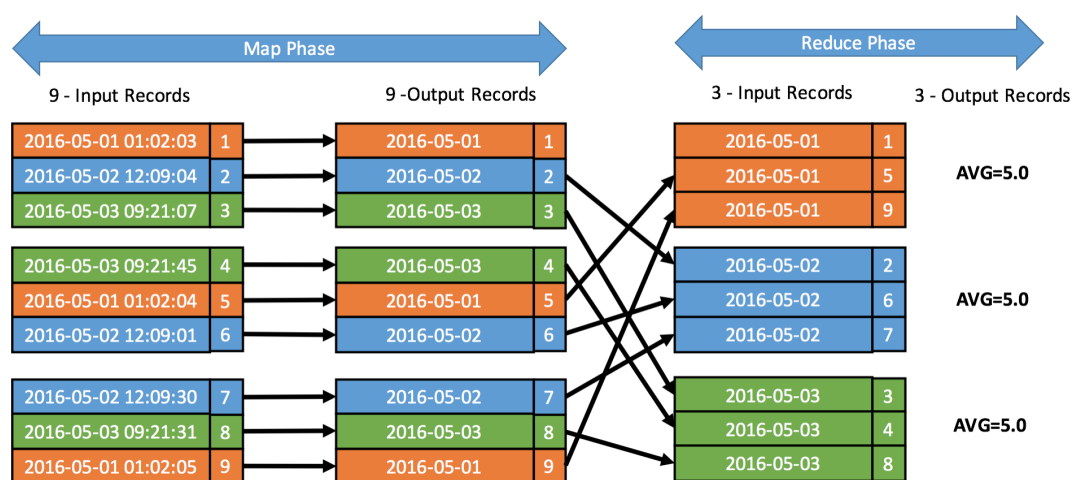 Map Phase
Reduce Phase
9 - Input Records
9 -Output Records
3 - Input Records
3 - Output Records
2016-05-01 01:02:03 1
2016-05-02 12:09:04 2
2016-05-03 09:21:07 3
2016-05-03 09:21:45 4
2016-05-01 01:02:04 5
2016-05-02 12:09:01 6
2016-05-02 12:09:30 7
2016-05-03 09:21:31 8
2016-05-01 01:02:05 9
2016-05-01 1
2016-05-02 2
2016-05-03 3
2016-05-03 4
2016-05-01 5
2016-05-02 6
2016-05-02 7
2016-05-03 8
2016-05-01 9
2016-05-01 1
2016-05-01 5
2016-05-01 9
2016-05-02 2
2016-05-02 6
2016-05-02 7
2016-05-03 3
2016-05-03 4
2016-05-03 8
AVG=5.0
AVG=5.0
AVG=5.0